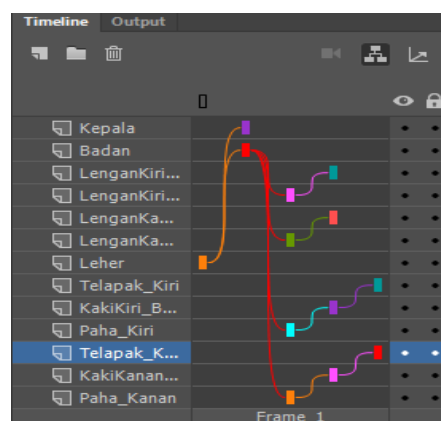 Timeline Output
Kepala
Badan
LenganKiri...
LenganKiri...
LenganKa...
LenganKa...
Leher
Telapak_Kiri
KakiKiri_B...
Paha_Kiri
Telapak_K...
KakiKanan...
Paha_Kanan
Frame 1